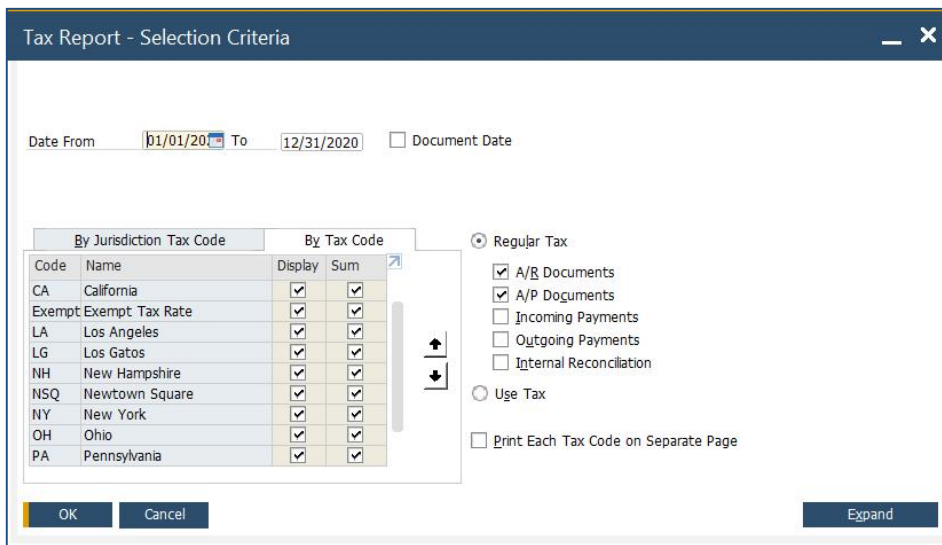 Tax Report - Selection Criteria
Date From 01/01/20 To 12/31/2020 Document Date
By Jurisdiction Tax Code By Tax Code
Code Name Display Sum
CA California
Exempt Exempt Tax Rate
LA Los Angeles
LG Los Gatos
NH New Hampshire
NSQ Newtown Square
NY New York
OH Ohio
PA Pennsylvania
Regular Tax
A/R Documents
A/P Documents
Incoming Payments
Outgoing Payments
Internal Reconciliation
Use Tax
Print Each Tax Code on Separate Page
OK Cancel Expand